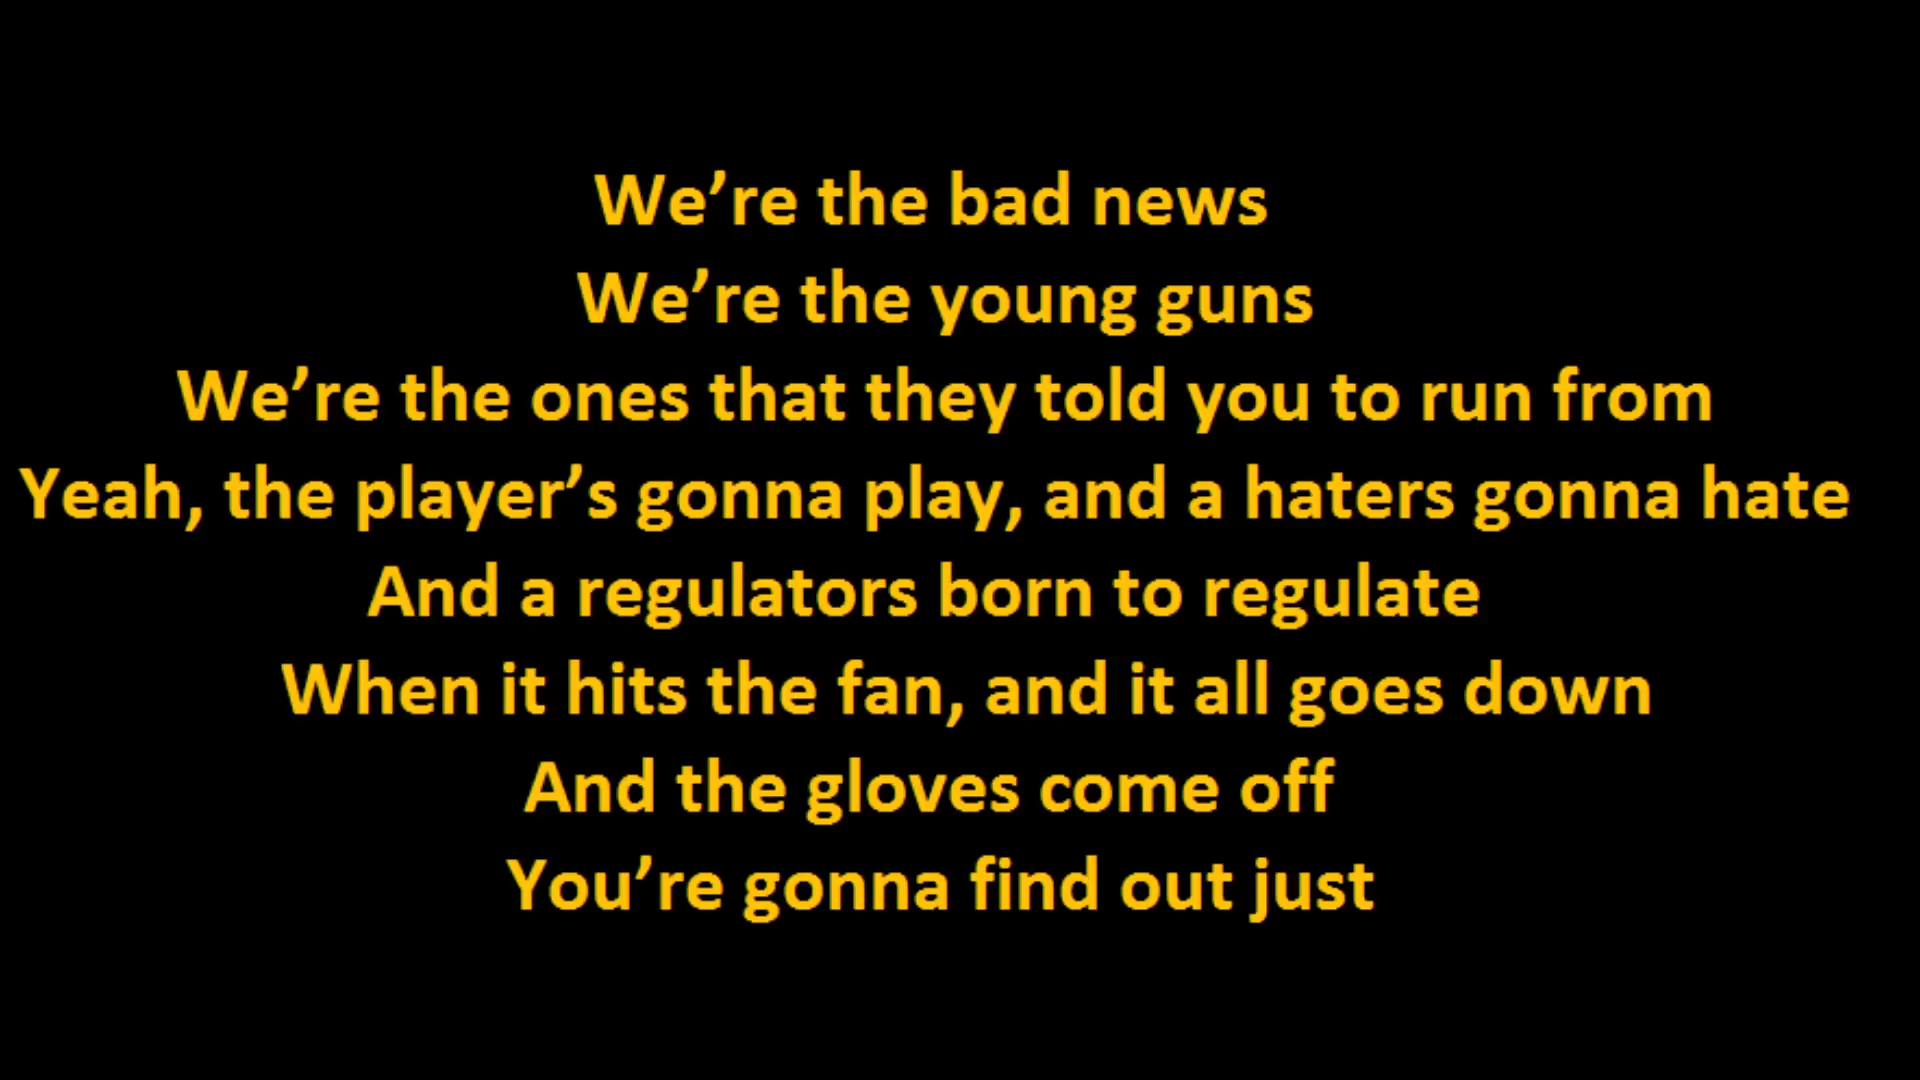 We’re the bad news
We’re the young guns
We’re the ones that they told you to run from
Yeah, the player’s gonna play, and a haters gonna hate
And a regulators born to regulate
When it hits the fan, and it all goes down
And the gloves come off
You’re gonna find out just